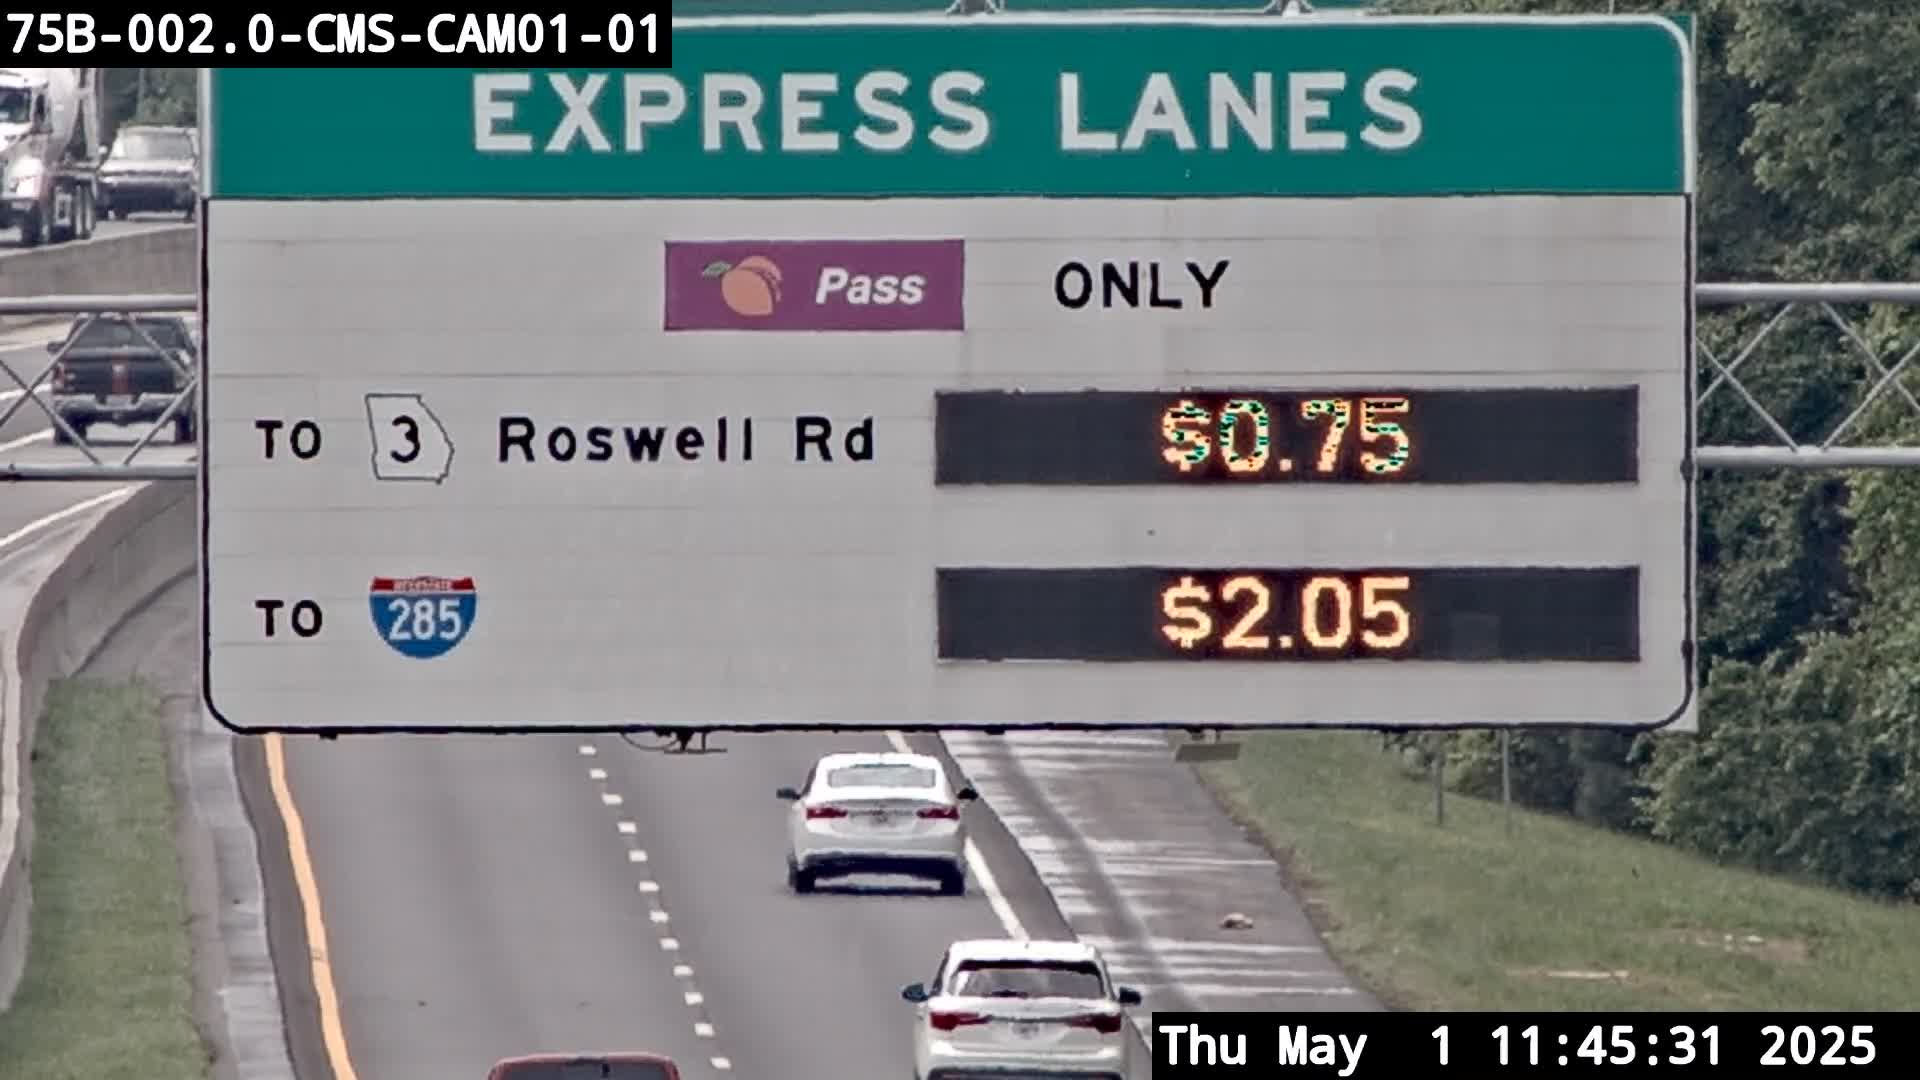 75B-002.0-CMS-CAM01-01
EXPRESS LANES
Pass ONLY
TO 3 Roswell Rd $0.75
TO INTERSTATE 285 $2.05
Thu May 1 11:45:31 2025